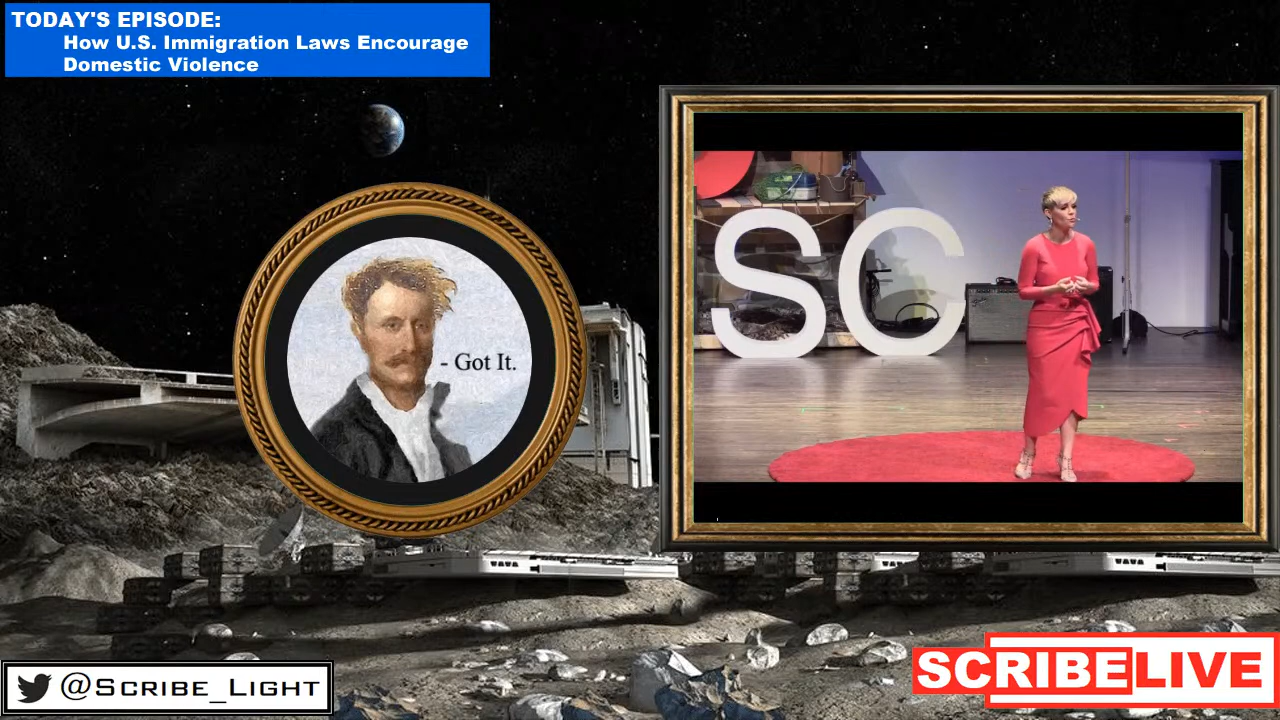 TODAY'S EPISODE:
How U.S. Immigration Laws Encourage
Domestic Violence
SC
- Got It.
@SCRIBE_LIGHT
SCRIBELIVE